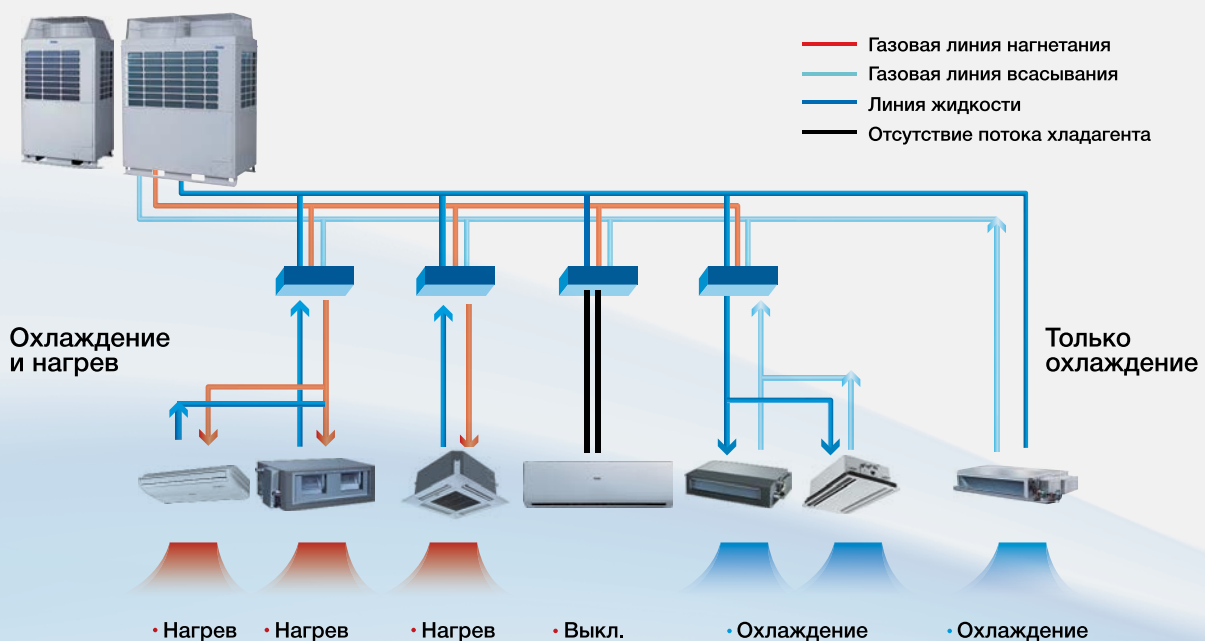 Газовая линия нагнетания
Газовая линия всасывания
Линия жидкости
Отсутствие потока хладагента
Охлаждение
и нагрев
Только
охлаждение
• Нагрев • Нагрев • Нагрев • Выкл. • Охлаждение • Охлаждение